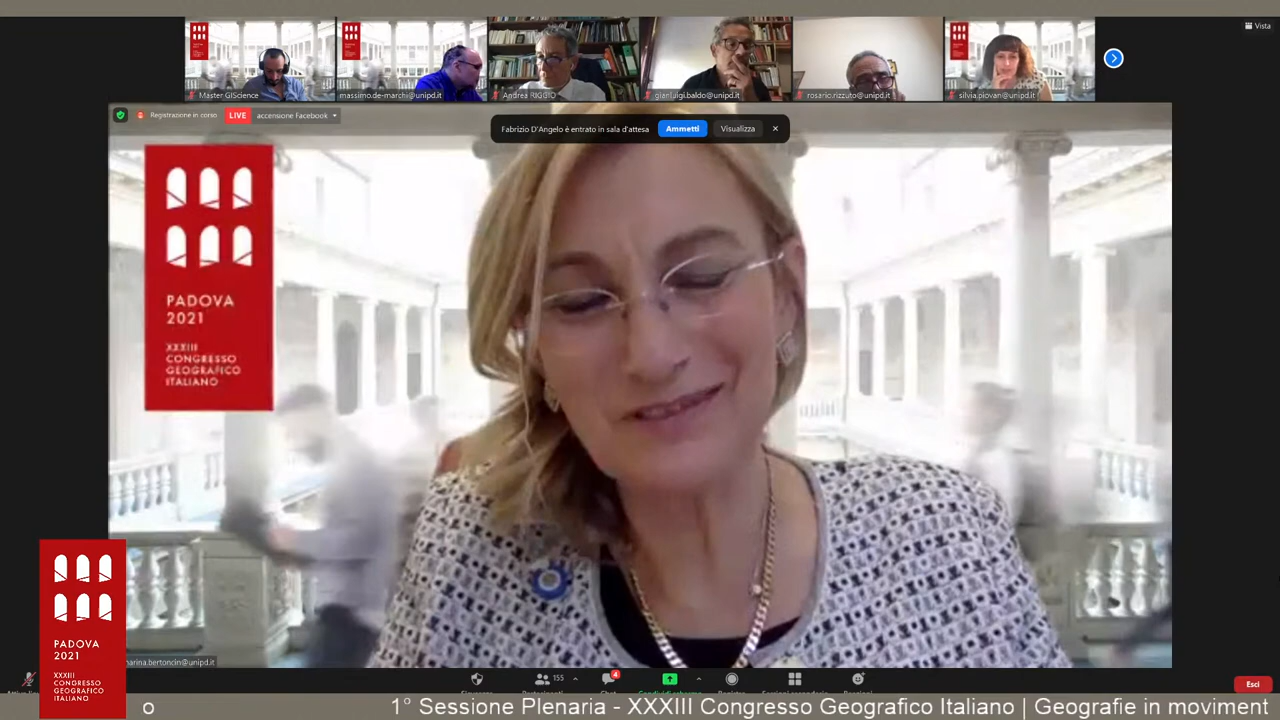 Vista
Master GIScience
massimo.de-marchi@unipd.it
Andrea RIGGIO
gianluigi.baldo@unipd.it
rosario.rizzuto@unipd.it
silvia.piovan@unipd.it
Registrazione in corso
LIVE
accensione Facebook
Fabrizio D'Angelo è entrato in sala d'attesa
Ammetti
Visualizza
PADOVA
2021
XXXIII
CONGRESSO
GEOGRAFICO
ITALIANO
marina.bertoncin@unipd.it
155
4
Esci
PADOVA
2021
XXXIII
CONGRESSO
GEOGRAFICO
ITALIANO
o
1° Sessione Plenaria - XXXIII Congresso Geografico Italiano | Geografie in moviment